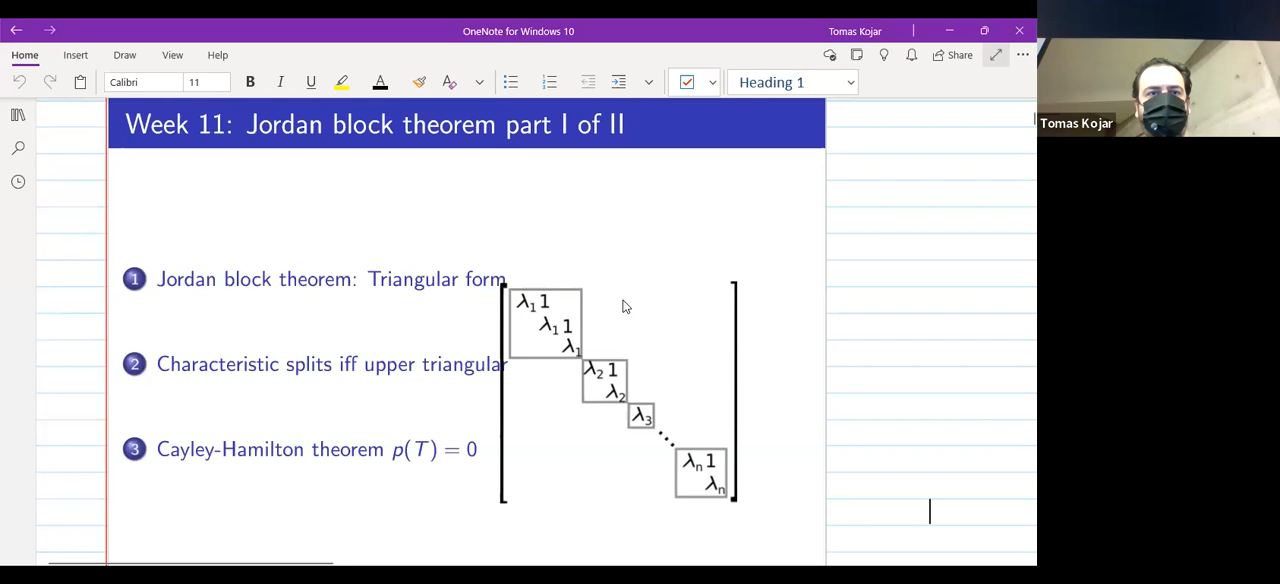 OneNote for Windows 10
Tomas Kojar
Home
Insert
Draw
View
Help
Share
Calibri
11
B
I
U
A
A
Heading 1
Tomas Kojar
Week 11: Jordan block theorem part I of II
1 Jordan block theorem: Triangular form
2 Characteristic splits iff upper triangular
3 Cayley-Hamilton theorem p(T) = 0
λ₁ 1
λ₁ 1
λ₁
λ₂ 1
λ₂
λ₃
⋱
λₙ 1
λₙ